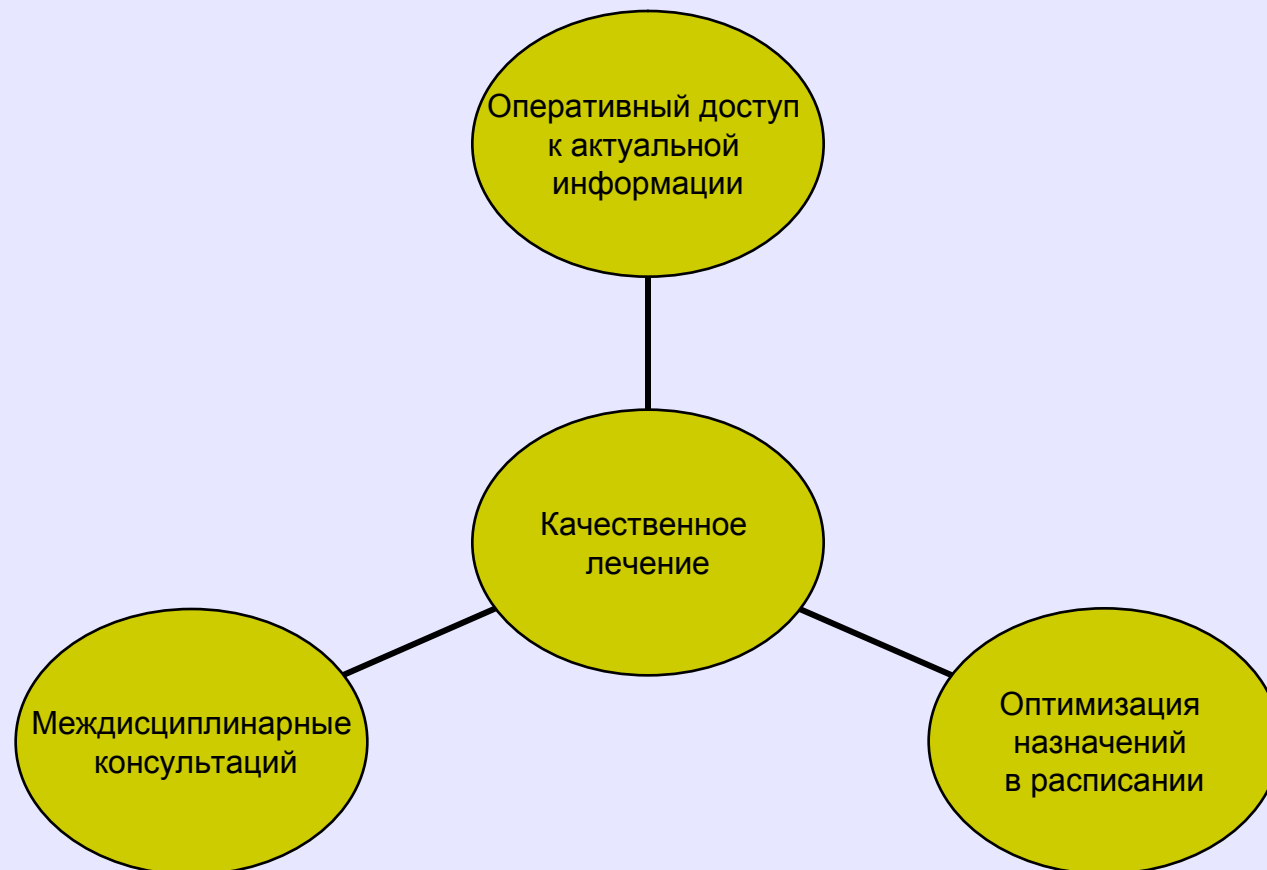 Оперативный доступ
к актуальной
информации
Качественное
лечение
Междисциплинарные
консультаций
Оптимизация
назначений
в расписании